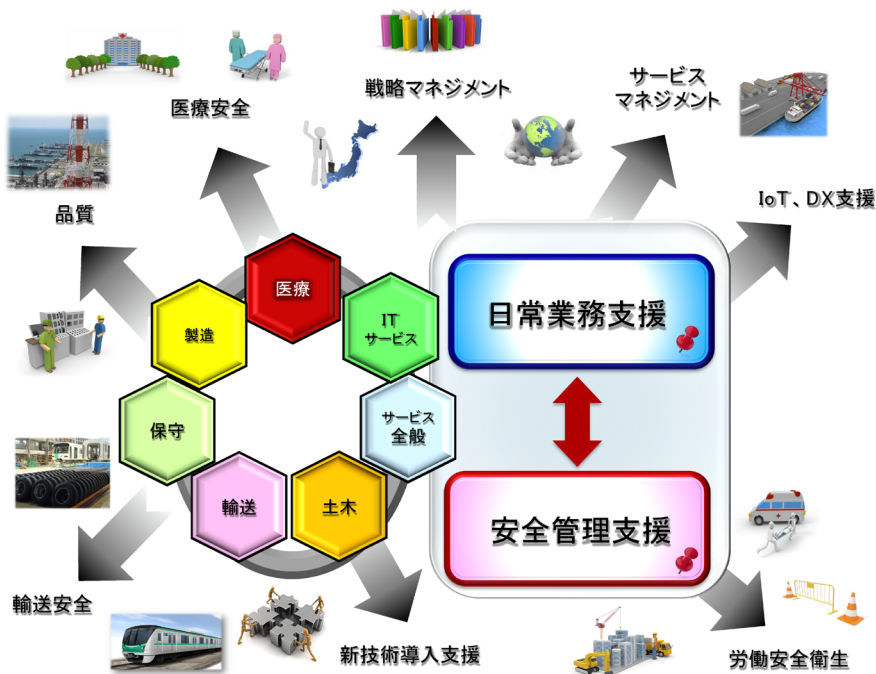 医療安全
戦略マネジメント
サービス
マネジメント
品質
IoT、DX支援
医療
製造
IT
サービス
日常業務支援
保守
サービス
全般
輸送
土木
安全管理支援
輸送安全
新技術導入支援
労働安全衛生